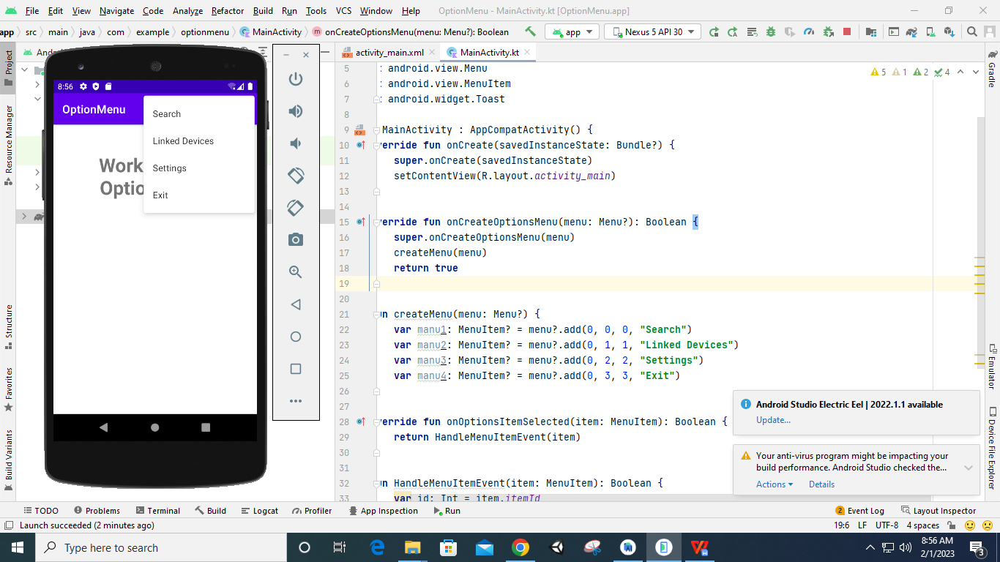 File Edit View Navigate Code Analyze Refactor Build Run Tools VCS Window Help OptionMenu - MainActivity.kt [OptionMenu.app]
app src main java com example optionmenu MainActivity onCreateOptionsMenu(menu: Menu?): Boolean app Nexus 5 API 30
Project
Resource Manager
Structure
Favorites
Build Variants
8:56
OptionMenu
Search
Linked Devices
Settings
Exit
activity_main.xml MainActivity.kt
5 1 2 4
5 : android.view.Menu
6 : android.view.MenuItem
7 : android.widget.Toast
8
9 MainActivity : AppCompatActivity() {
10 verride fun onCreate(savedInstanceState: Bundle?) {
11 super.onCreate(savedInstanceState)
12 setContentView(R.layout.activity_main)
13
14
15 verride fun onCreateOptionsMenu(menu: Menu?): Boolean {
16 super.onCreateOptionsMenu(menu)
17 createMenu(menu)
18 return true
19
20
21 un createMenu(menu: Menu?) {
22 var manu1: MenuItem? = menu?.add(0, 0, 0, "Search")
23 var manu2: MenuItem? = menu?.add(0, 1, 1, "Linked Devices")
24 var manu3: MenuItem? = menu?.add(0, 2, 2, "Settings")
25 var manu4: MenuItem? = menu?.add(0, 3, 3, "Exit")
26
27
28 verride fun onOptionsItemSelected(item: MenuItem): Boolean {
29 return HandleMenuItemEvent(item)
30
31
32 un HandleMenuItemEvent(item: MenuItem): Boolean {
33 var id: Int = item.itemId
Gradle
Emulator
Device File Explorer
Android Studio Electric Eel | 2022.1.1 available
Update...
Your anti-virus program might be impacting your
build performance. Android Studio checked the...
Actions Details
TODO Problems Terminal Build Logcat Profiler App Inspection Run 2 Event Log Layout Inspector
Launch succeeded (2 minutes ago) 19:6 LF UTF-8 4 spaces
Type here to search
8:56 AM
2/1/2023
3